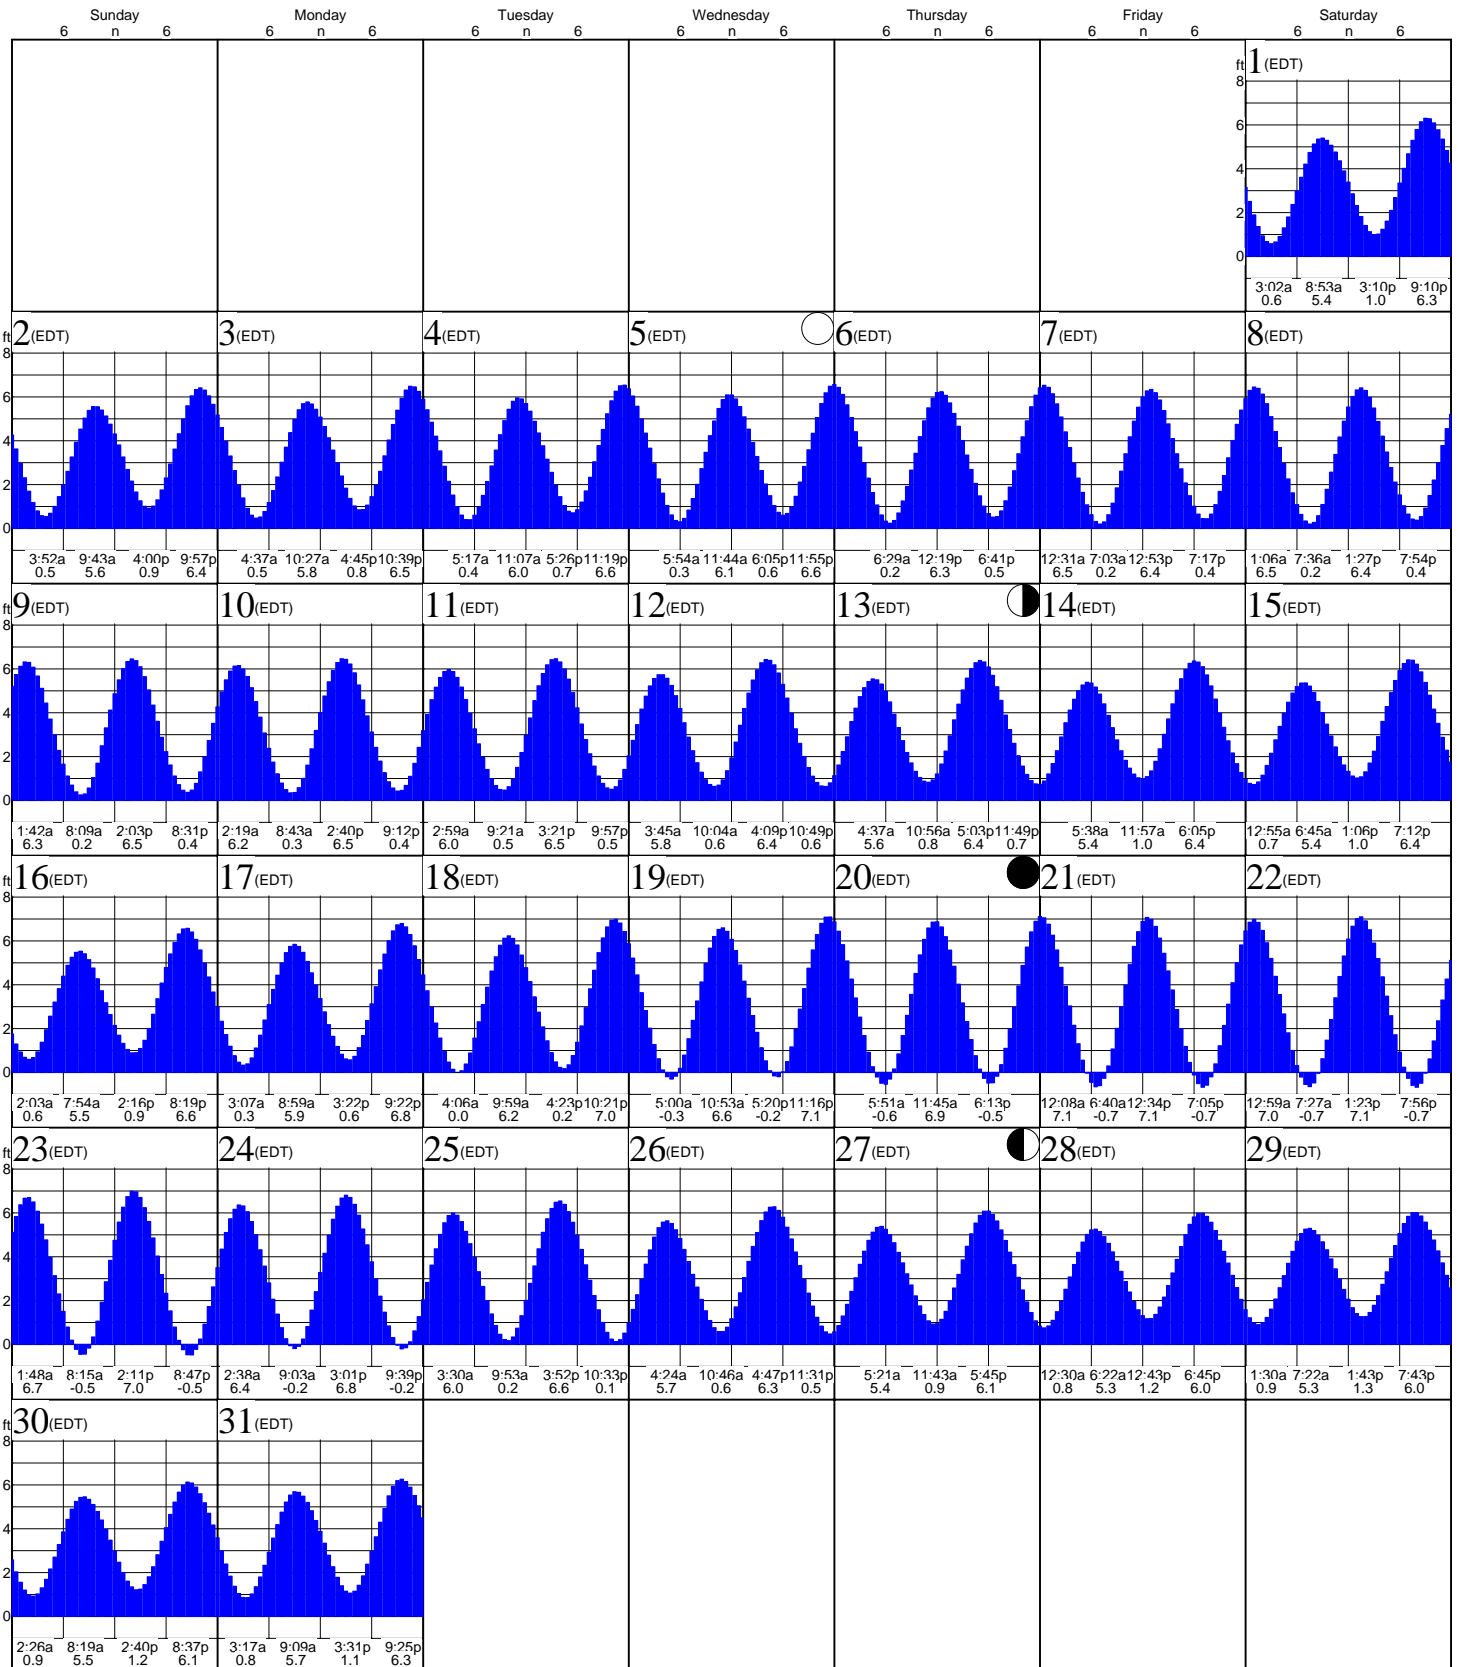 Sunday Monday Tuesday Wednesday Thursday Friday Saturday
6 n 6 6 n 6 6 n 6 6 n 6 6 n 6 6 n 6 6 n 6
ft 1(EDT)
8
6
4
2
0
3:02a 8:53a 3:10p 9:10p
0.6 5.4 1.0 6.3
ft 2(EDT) 3(EDT) 4(EDT) 5(EDT) 6(EDT) 7(EDT) 8(EDT)
8
6
4
2
0
3:52a 9:43a 4:00p 9:57p 4:37a 10:27a 4:45p 10:39p 5:17a 11:07a 5:26p 11:19p 5:54a 11:44a 6:05p 11:55p 6:29a 12:19p 6:41p 12:31a 7:03a 12:53p 7:17p 1:06a 7:36a 1:27p 7:54p
0.5 5.6 0.9 6.4 0.5 5.8 0.8 6.5 0.4 6.0 0.7 6.6 0.3 6.1 0.6 6.6 0.2 6.3 0.5 6.5 0.2 6.4 0.4 6.5 0.2 6.4 0.4
ft 9(EDT) 10(EDT) 11(EDT) 12(EDT) 13(EDT) 14(EDT) 15(EDT)
8
6
4
2
0
1:42a 8:09a 2:03p 8:31p 2:19a 8:43a 2:40p 9:12p 2:59a 9:21a 3:21p 9:57p 3:45a 10:04a 4:09p 10:49p 4:37a 10:56a 5:03p 11:49p 5:38a 11:57a 6:05p 12:55a 6:45a 1:06p 7:12p
6.3 0.2 6.5 0.4 6.2 0.3 6.5 0.4 6.0 0.5 6.5 0.5 5.8 0.6 6.4 0.6 5.6 0.8 6.4 0.7 5.4 1.0 6.4 0.7 5.4 1.0 6.4
ft 16(EDT) 17(EDT) 18(EDT) 19(EDT) 20(EDT) 21(EDT) 22(EDT)
8
6
4
2
0
2:03a 7:54a 2:16p 8:19p 3:07a 8:59a 3:22p 9:22p 4:06a 9:59a 4:23p 10:21p 5:00a 10:53a 5:20p 11:16p 5:51a 11:45a 6:13p 12:08a 6:40a 12:34p 7:05p 12:59a 7:27a 1:23p 7:56p
0.6 5.5 0.9 6.6 0.3 5.9 0.6 6.8 0.0 6.2 0.2 7.0 -0.3 6.6 -0.2 7.1 -0.6 6.9 -0.5 7.1 -0.7 7.1 -0.7 7.0 -0.7 7.1 -0.7
ft 23(EDT) 24(EDT) 25(EDT) 26(EDT) 27(EDT) 28(EDT) 29(EDT)
8
6
4
2
0
1:48a 8:15a 2:11p 8:47p 2:38a 9:03a 3:01p 9:39p 3:30a 9:53a 3:52p 10:33p 4:24a 10:46a 4:47p 11:31p 5:21a 11:43a 5:45p 12:30a 6:22a 12:43p 6:45p 1:30a 7:22a 1:43p 7:43p
6.7 -0.5 7.0 -0.5 6.4 -0.2 6.8 -0.2 6.0 0.2 6.6 0.1 5.7 0.6 6.3 0.5 5.4 0.9 6.1 0.8 5.3 1.2 6.0 0.9 5.3 1.3 6.0
ft 30(EDT) 31(EDT)
8
6
4
2
0
2:26a 8:19a 2:40p 8:37p 3:17a 9:09a 3:31p 9:25p
0.9 5.5 1.2 6.1 0.8 5.7 1.1 6.3